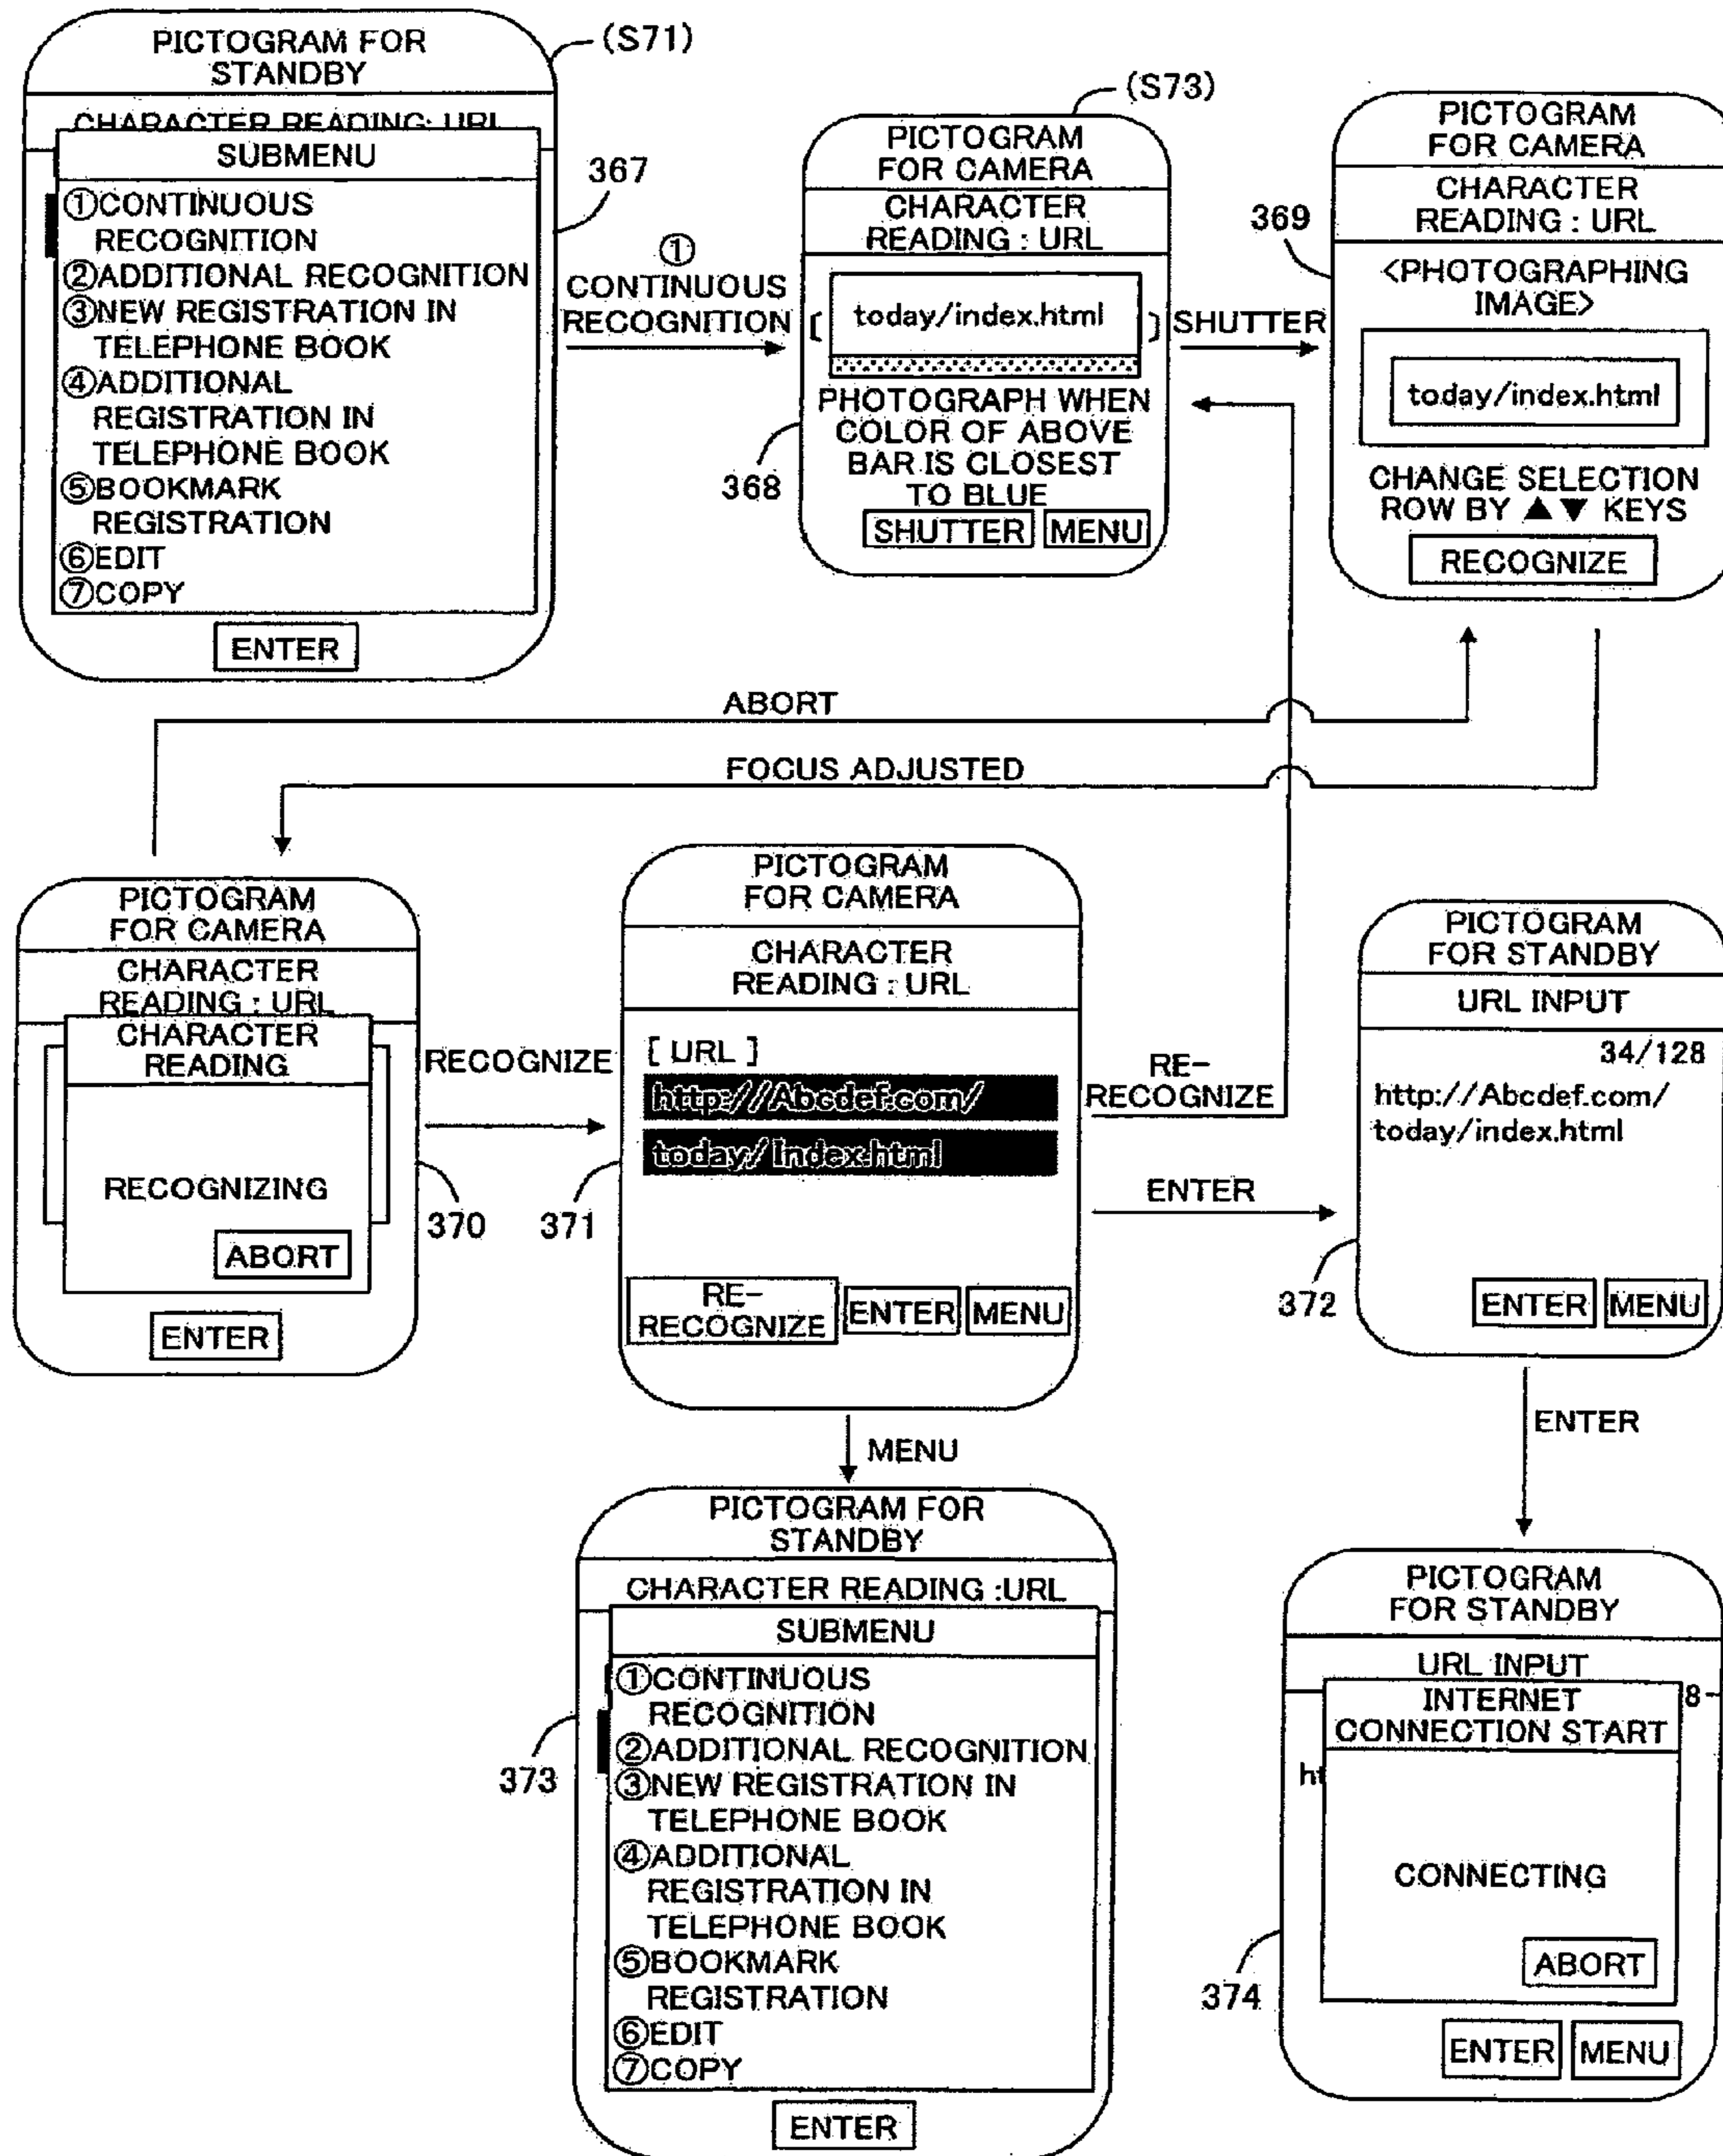 PICTOGRAM FOR
STANDBY
(S71)
CHARACTER READING: URL
SUBMENU
①CONTINUOUS
RECOGNITION
②ADDITIONAL RECOGNITION
③NEW REGISTRATION IN
TELEPHONE BOOK
④ADDITIONAL
REGISTRATION IN
TELEPHONE BOOK
⑤BOOKMARK
REGISTRATION
⑥EDIT
⑦COPY
ENTER
367
①
CONTINUOUS
RECOGNITION
(S73)
PICTOGRAM
FOR CAMERA
CHARACTER
READING : URL
[ today/index.html ]
PHOTOGRAPH WHEN
COLOR OF ABOVE
BAR IS CLOSEST
TO BLUE
SHUTTER MENU
368
SHUTTER
PICTOGRAM
FOR CAMERA
CHARACTER
READING : URL
369
<PHOTOGRAPHING
IMAGE>
today/index.html
CHANGE SELECTION
ROW BY ▲▼ KEYS
RECOGNIZE
ABORT
FOCUS ADJUSTED
PICTOGRAM
FOR CAMERA
CHARACTER
READING : URL
CHARACTER
READING
RECOGNIZING
ABORT
ENTER
370
RECOGNIZE
PICTOGRAM
FOR CAMERA
CHARACTER
READING : URL
[ URL ]
http://Abcdef.com/
today/Index.html
371
RE-
RECOGNIZE
ENTER MENU
RE-
RECOGNIZE
ENTER
PICTOGRAM
FOR STANDBY
URL INPUT
34/128
http://Abcdef.com/
today/index.html
372
ENTER MENU
MENU
ENTER
PICTOGRAM FOR
STANDBY
CHARACTER READING :URL
SUBMENU
①CONTINUOUS
RECOGNITION
②ADDITIONAL RECOGNITION
③NEW REGISTRATION IN
TELEPHONE BOOK
④ADDITIONAL
REGISTRATION IN
TELEPHONE BOOK
⑤BOOKMARK
REGISTRATION
⑥EDIT
⑦COPY
ENTER
373
PICTOGRAM
FOR STANDBY
URL INPUT
8
INTERNET
CONNECTION START
ht
CONNECTING
ABORT
374
ENTER MENU